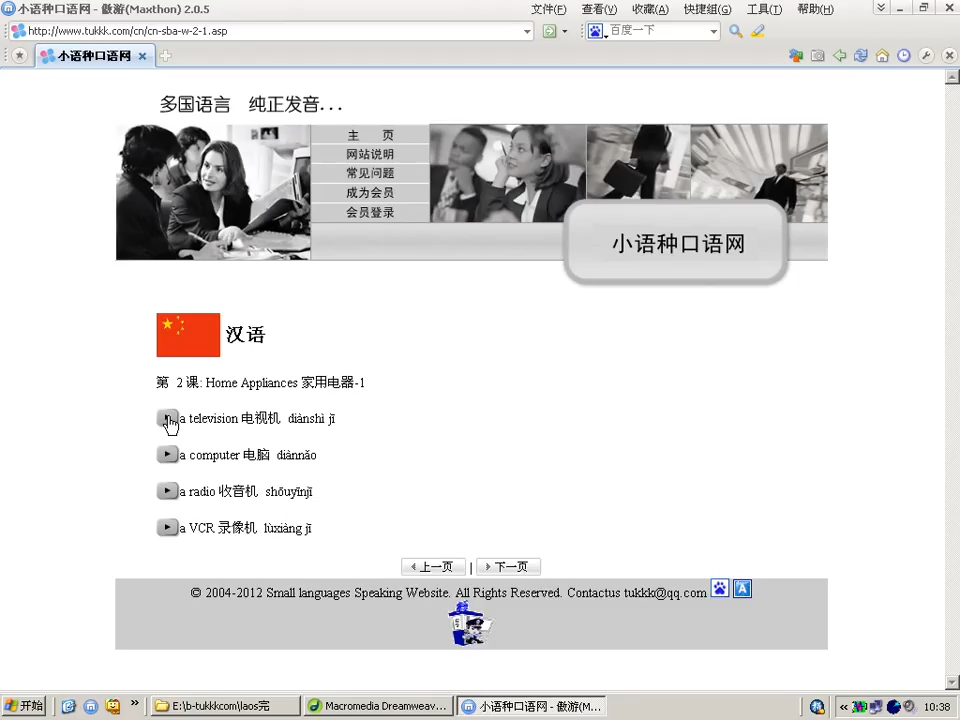 小语种口语网 - 傲游(Maxthon) 2.0.5
文件(F) 查看(V) 收藏(A) 快捷组(G) 工具(T) 帮助(H)
http://www.tukkk.com/cn/cn-sba-w-2-1.asp
百度一下
小语种口语网
多国语言 纯正发音...
主 页
网站说明
常见问题
成为会员
会员登录
小语种口语网
汉语
第 2 课: Home Appliances 家用电器-1
a television 电视机 diànshì jī
a computer 电脑 diànnǎo
a radio 收音机 shōuyīnjī
a VCR 录像机 lùxiàng jī
上一页 | 下一页
© 2004-2012 Small languages Speaking Website. All Rights Reserved. Contactus tukkk@qq.com
开始 E:\b-tukkkcom\laos完 Macromedia Dreamweav... 小语种口语网 - 傲游(M... 10:38